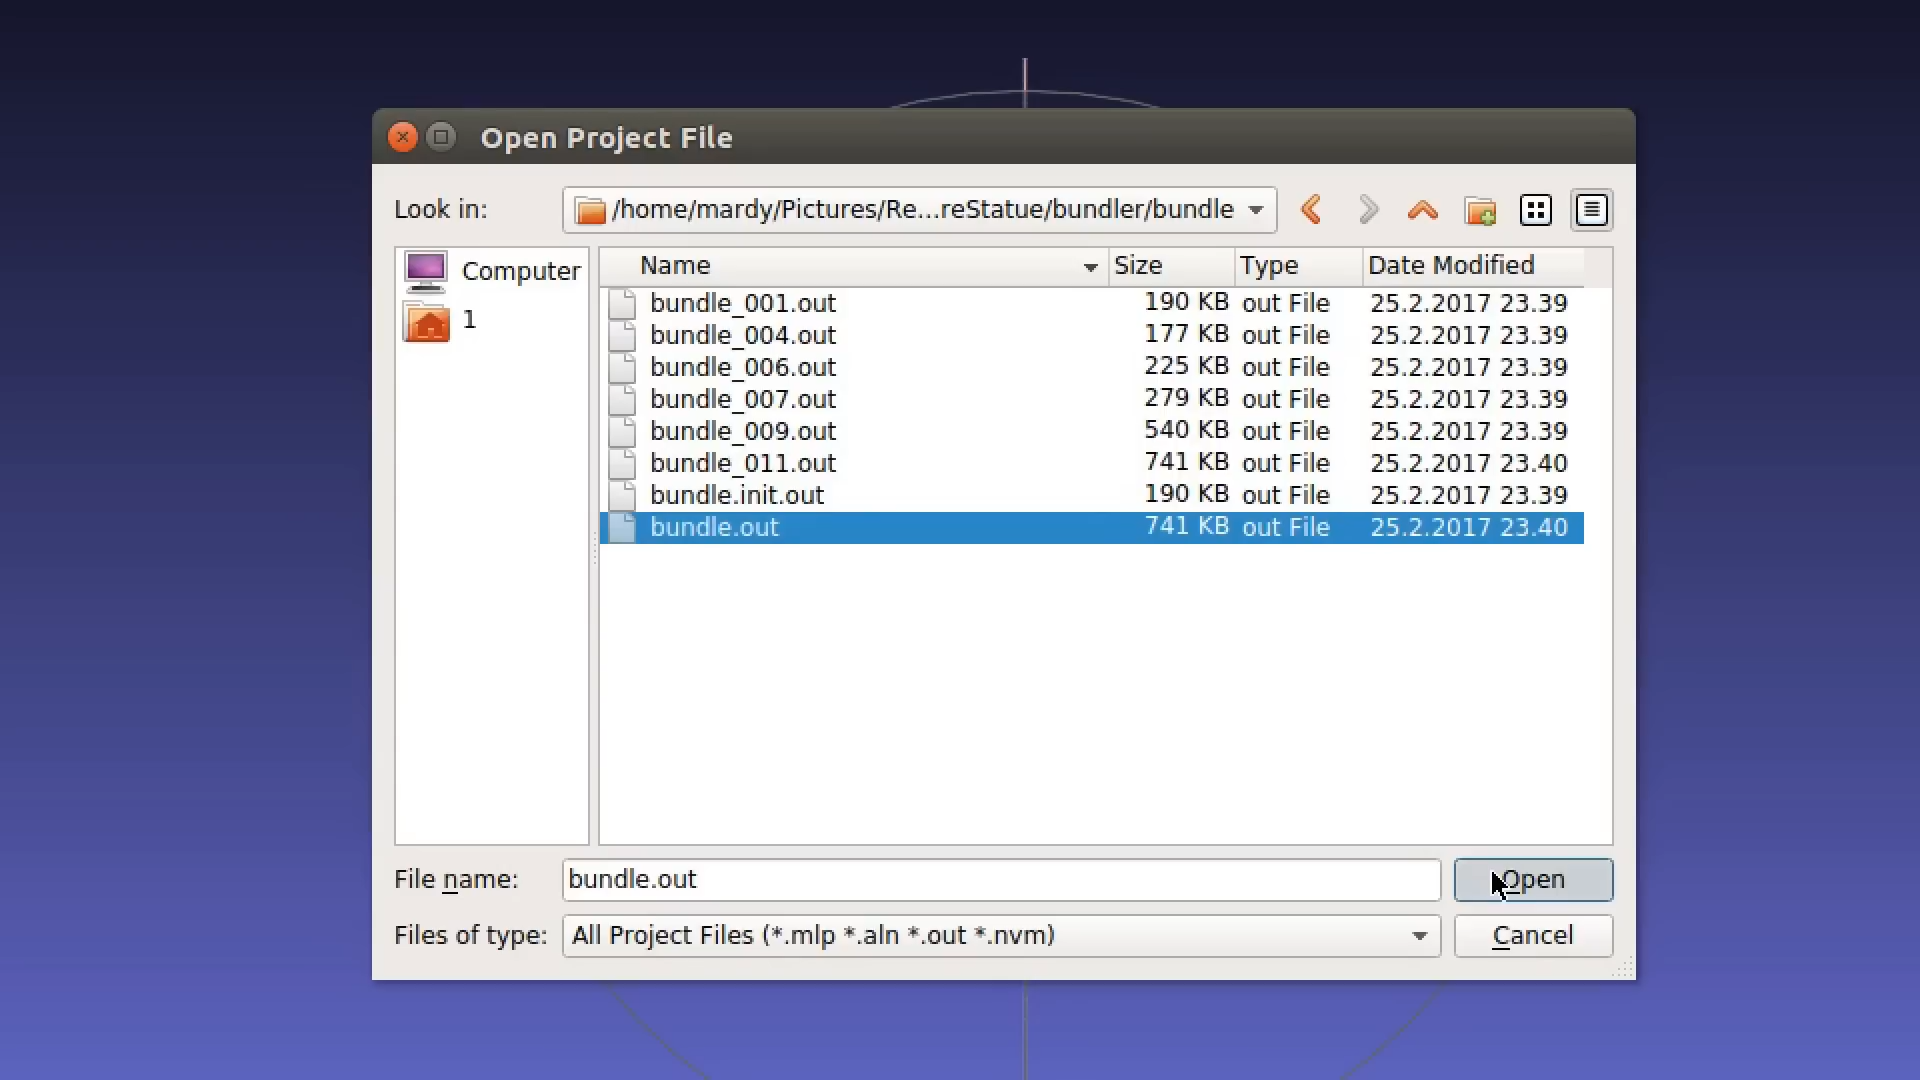 Open Project File
Look in: /home/mardy/Pictures/Re...reStatue/bundler/bundle
Computer
1
Name Size Type Date Modified
bundle_001.out 190 KB out File 25.2.2017 23.39
bundle_004.out 177 KB out File 25.2.2017 23.39
bundle_006.out 225 KB out File 25.2.2017 23.39
bundle_007.out 279 KB out File 25.2.2017 23.39
bundle_009.out 540 KB out File 25.2.2017 23.39
bundle_011.out 741 KB out File 25.2.2017 23.40
bundle.init.out 190 KB out File 25.2.2017 23.39
bundle.out 741 KB out File 25.2.2017 23.40
File name: bundle.out Open
Files of type: All Project Files (*.mlp *.aln *.out *.nvm) Cancel